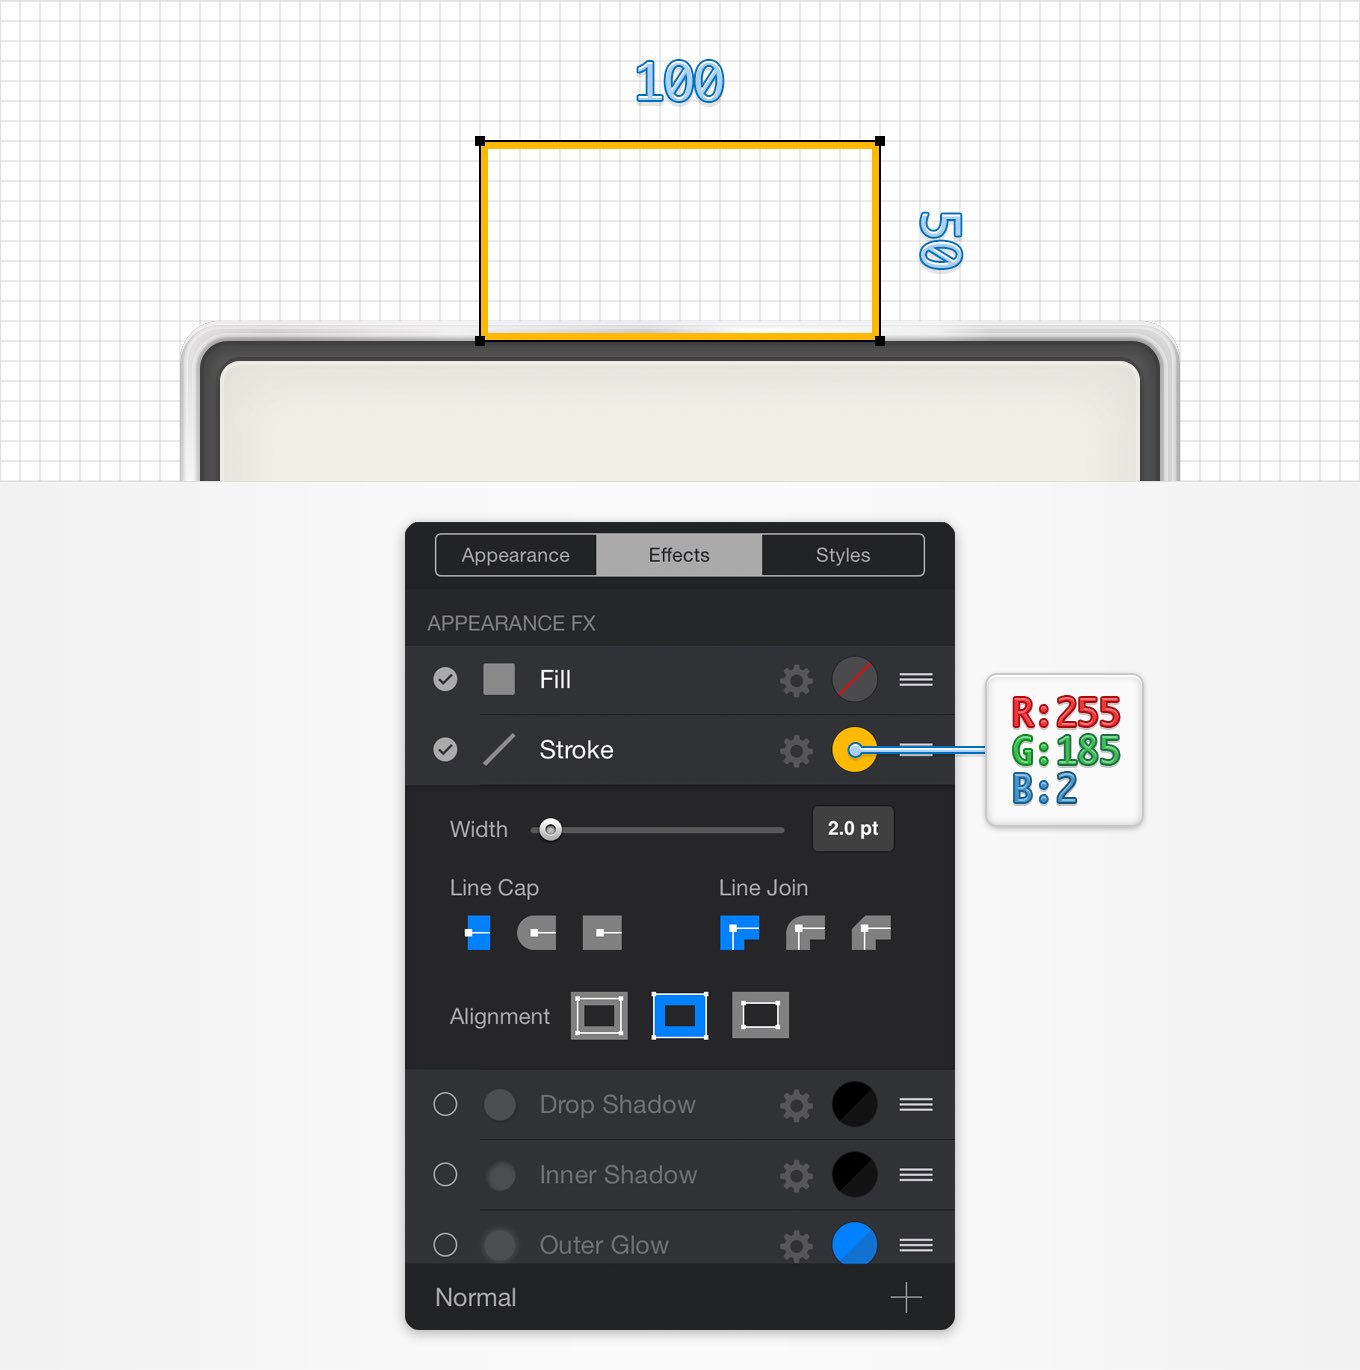 100
50
Appearance Effects Styles
APPEARANCE FX
Fill
Stroke
R: 255
G: 185
B: 2
Width 2.0 pt
Line Cap Line Join
Alignment
Drop Shadow
Inner Shadow
Outer Glow
Normal